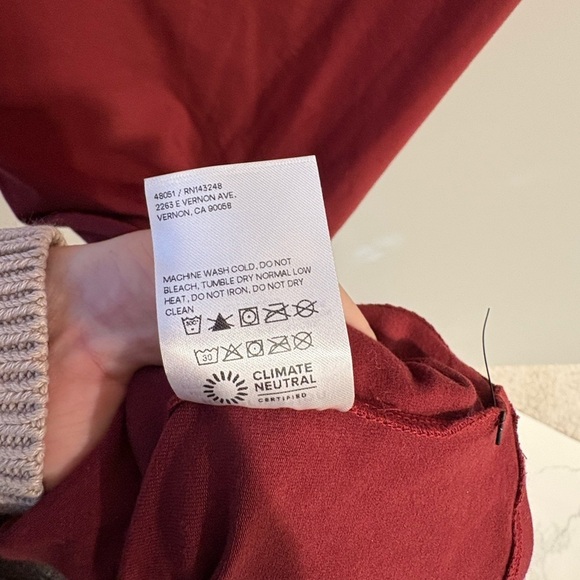 48051 / RN143248
2263 E VERNON AVE.
VERNON, CA 90058
MACHINE WASH COLD, DO NOT
BLEACH, TUMBLE DRY NORMAL LOW
HEAT, DO NOT IRON, DO NOT DRY
CLEAN
30
CLIMATE
NEUTRAL
CERTIFIED